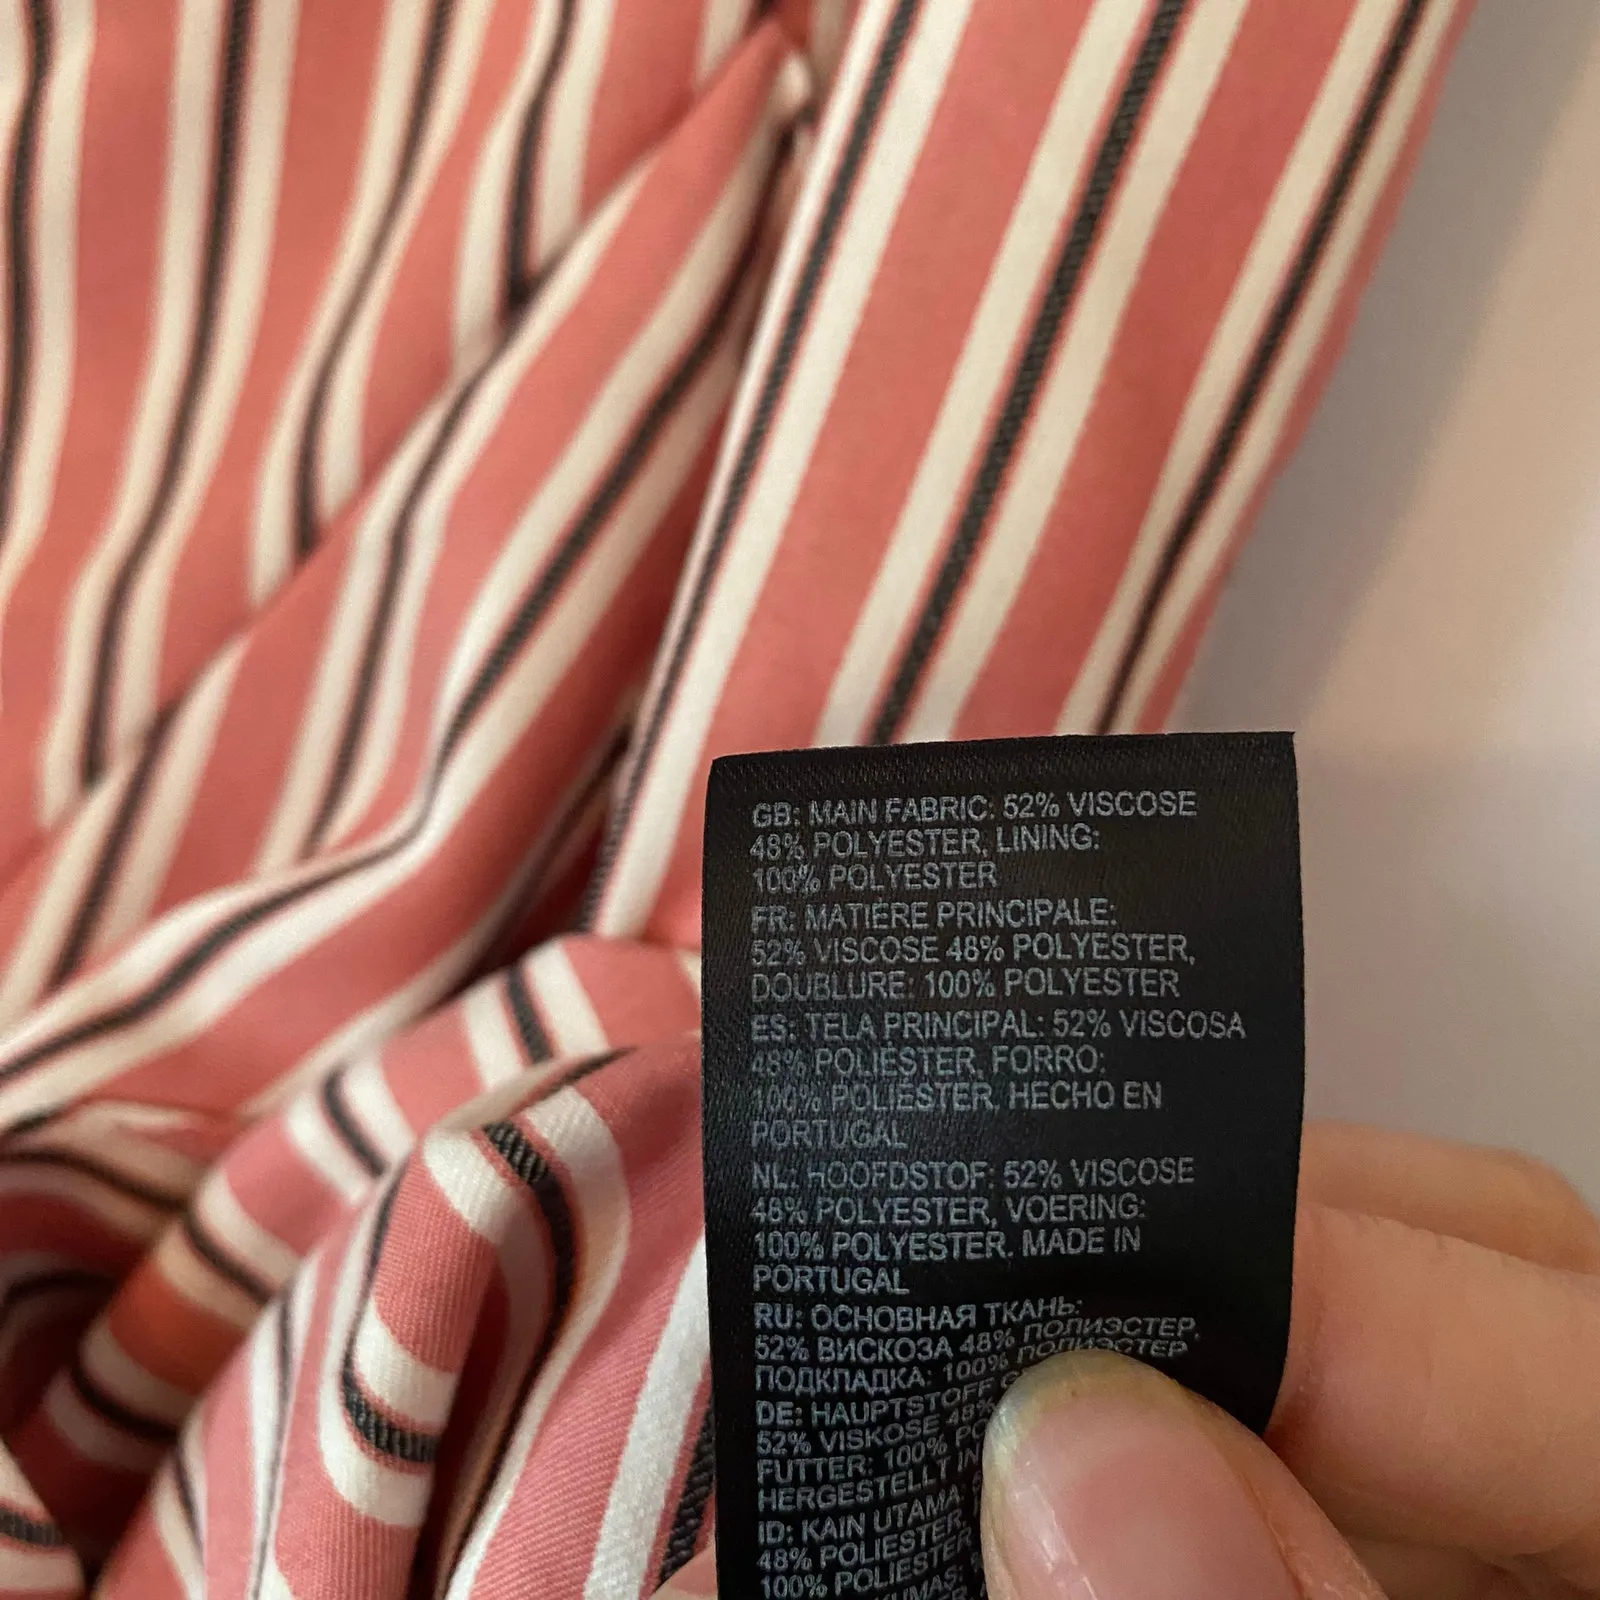 GB: MAIN FABRIC: 52% VISCOSE
48% POLYESTER, LINING:
100% POLYESTER
FR: MATIÈRE PRINCIPALE:
52% VISCOSE 48% POLYESTER,
DOUBLURE: 100% POLYESTER
ES: TELA PRINCIPAL: 52% VISCOSA
48% POLIÉSTER, FORRO:
100% POLIÉSTER. HECHO EN
PORTUGAL
NL: HOOFDSTOF: 52% VISCOSE
48% POLYESTER, VOERING:
100% POLYESTER. MADE IN
PORTUGAL
RU: ОСНОВНАЯ ТКАНЬ:
52% ВИСКОЗА 48% ПОЛИЭСТЕР,
ПОДКЛАДКА: 100% ПОЛИЭСТЕР
DE: HAUPTSTOFF
52% VISKOSE 48%
FUTTER: 100%
HERGESTELLT IN
ID: KAIN UTAMA:
48% POLIESTER,
100% POLIESTER